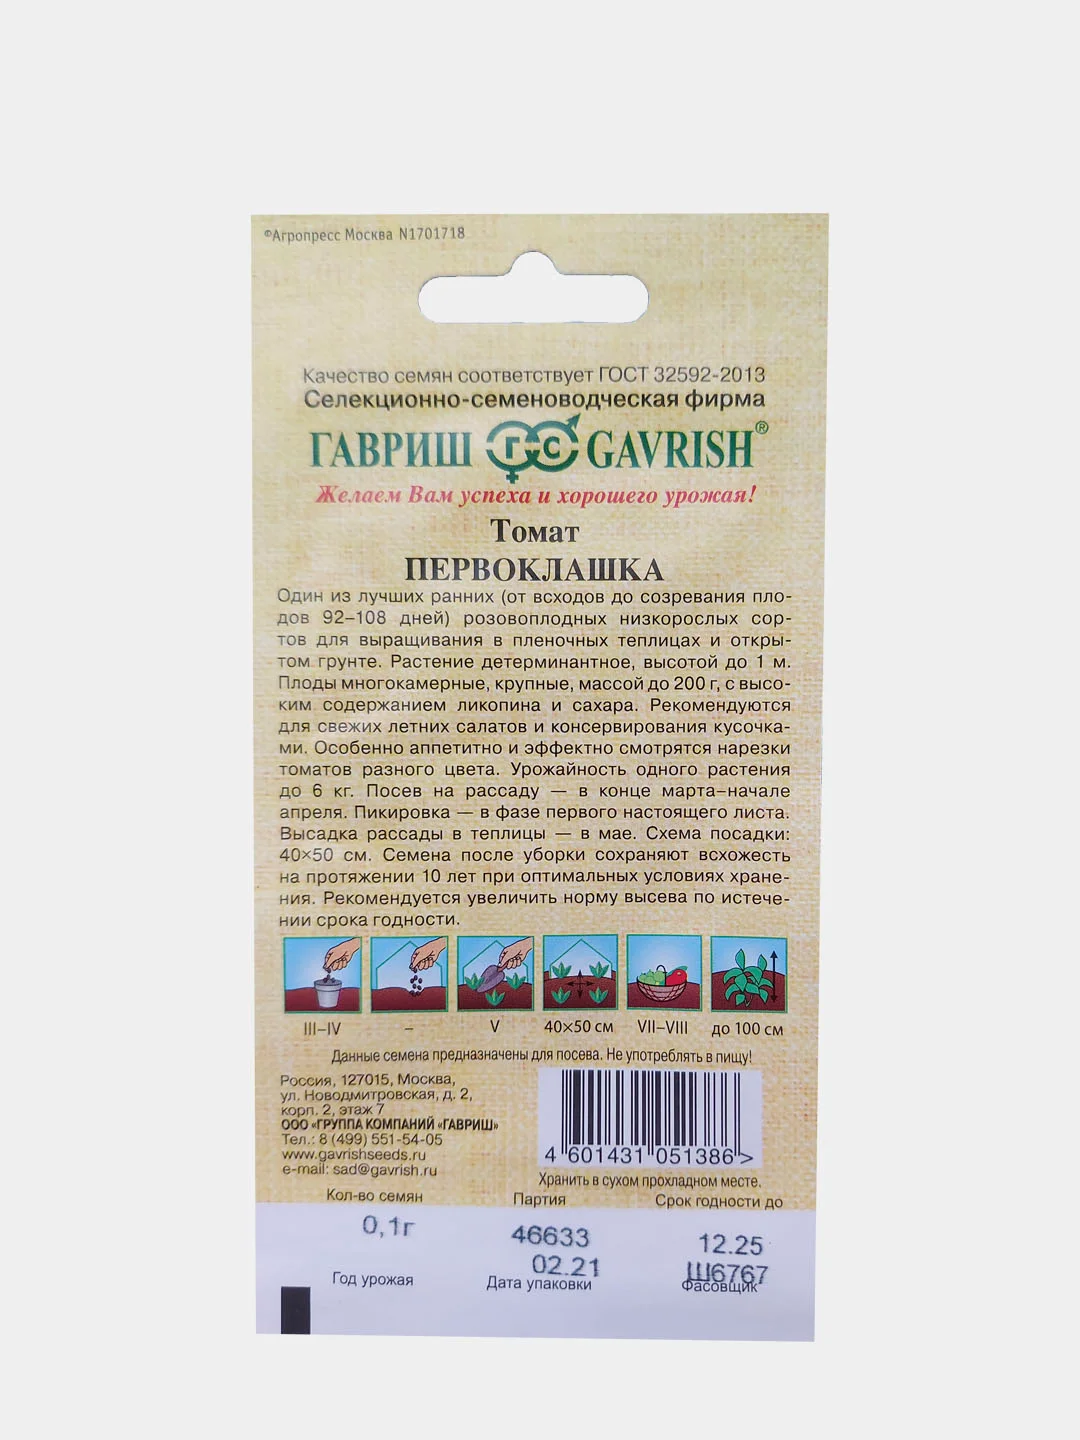 ©Агропресс Москва N1701718
Качество семян соответствует ГОСТ 32592-2013
Селекционно-семеноводческая фирма
ГАВРИШ ГС GAVRISH®
Желаем Вам успеха и хорошего урожая!
Томат
ПЕРВОКЛАШКА
Один из лучших ранних (от всходов до созревания пло-
дов 92–108 дней) розовоплодных низкорослых сор-
тов для выращивания в пленочных теплицах и откры-
том грунте. Растение детерминантное, высотой до 1 м.
Плоды многокамерные, крупные, массой до 200 г, с высо-
ким содержанием ликопина и сахара. Рекомендуются
для свежих летних салатов и консервирования кусочка-
ми. Особенно аппетитно и эффектно смотрятся нарезки
томатов разного цвета. Урожайность одного растения
до 6 кг. Посев на рассаду — в конце марта–начале
апреля. Пикировка — в фазе первого настоящего листа.
Высадка рассады в теплицы — в мае. Схема посадки:
40×50 см. Семена после уборки сохраняют всхожесть
на протяжении 10 лет при оптимальных условиях хране-
ния. Рекомендуется увеличить норму высева по истече-
нии срока годности.
III–IV – V 40×50 см VII–VIII до 100 см
Данные семена предназначены для посева. Не употреблять в пищу!
Россия, 127015, Москва,
ул. Новодмитровская, д. 2,
корп. 2, этаж 7
ООО «ГРУППА КОМПАНИЙ «ГАВРИШ»
Тел.: 8 (499) 551-54-05
www.gavrishseeds.ru
e-mail: sad@gavrish.ru
4 601431 051386 >
Хранить в сухом прохладном месте.
Кол-во семян Партия Срок годности до
0,1г 46633 12.25
02.21 Ш6767
Год урожая Дата упаковки Фасовщик